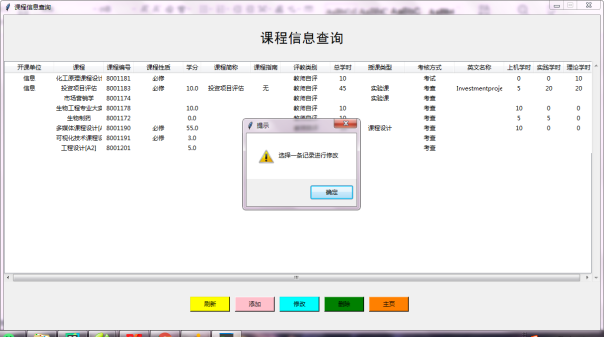 课程信息查询
课程信息查询
开课单位 课程 课程编号 课程性质 学分 课程简称 课程指南 评教类别 总学时 授课类型 考核方式 英文名称 上机学时 实践学时 理论学时
信息 化工原理课程设计 8001181 必修 教师自评 10 考试 0 0 10
信息 投资项目评估 8001183 必修 10.0 投资项目评估 无 教师自评 45 实验课 考查 Investmentproje 5 20 20
市场营销学 8001174 教师自评 实验课 考查
生物工程专业大实 8001178 10.0 教师自评 10 考查 10 0 0
生物制药 8001172 0.0 教师自评 10 考查 5 5 0
多媒体课程设计[A 8001190 必修 55.0 课程设计 考查 10 0 0
可视化技术课程设 8001191 必修 3.0 考查
工程设计[A2] 8001201 5.0 考查
提示
选择一条记录进行修改
确定
刷新 添加 修改 删除 主页